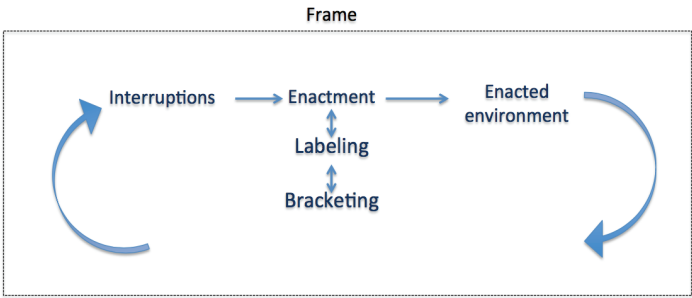 Frame
Interruptions
Enactment
Enacted
environment
Labeling
Bracketing